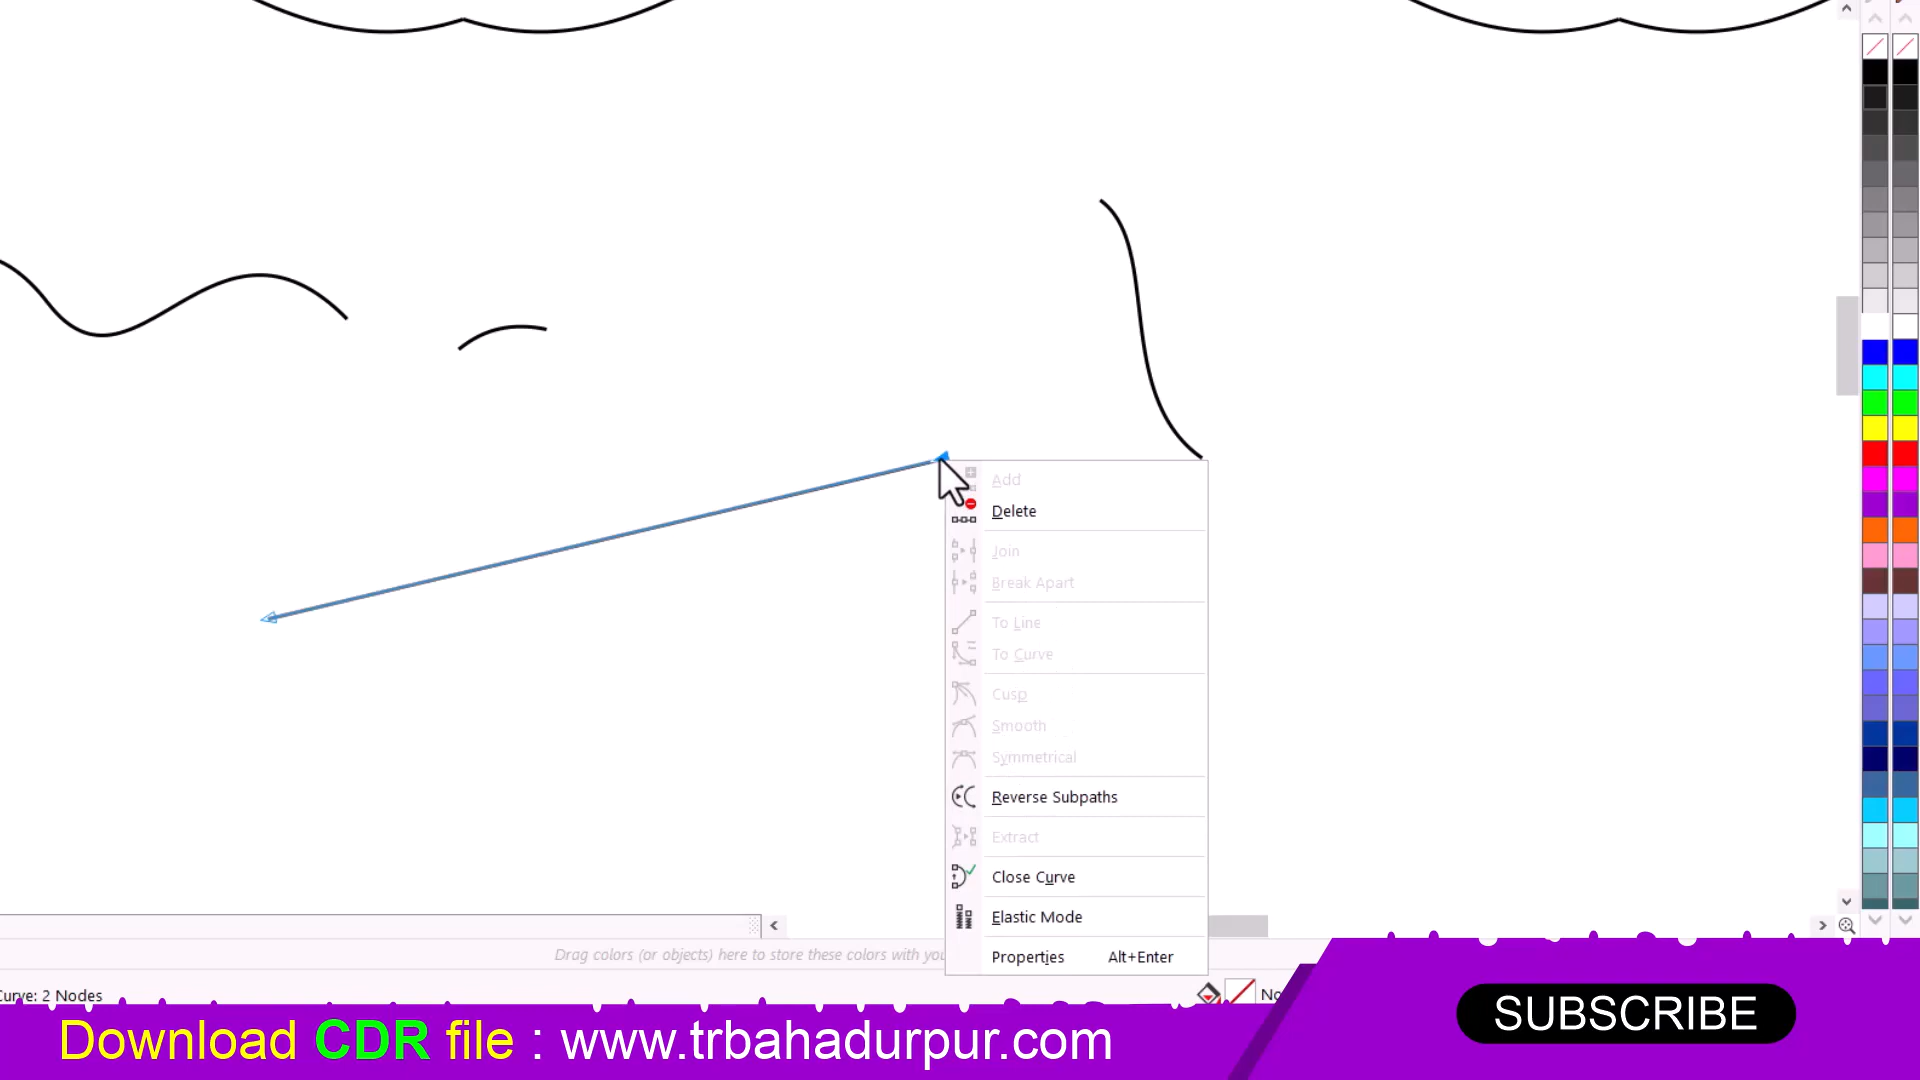 Add
Delete
Join
Break Apart
To Line
To Curve
Cusp
Smooth
Symmetrical
Reverse Subpaths
Extract
Close Curve
Elastic Mode
Properties Alt+Enter
Drag colors (or objects) here to store these colors with
Curve: 2 Nodes
SUBSCRIBE
Download CDR file : www.trbahadurpur.com